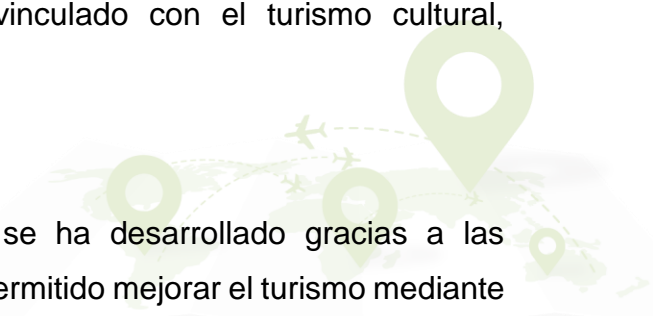 vinculado con el turismo cultural,
se ha desarrollado gracias a las
ermitido mejorar el turismo mediante